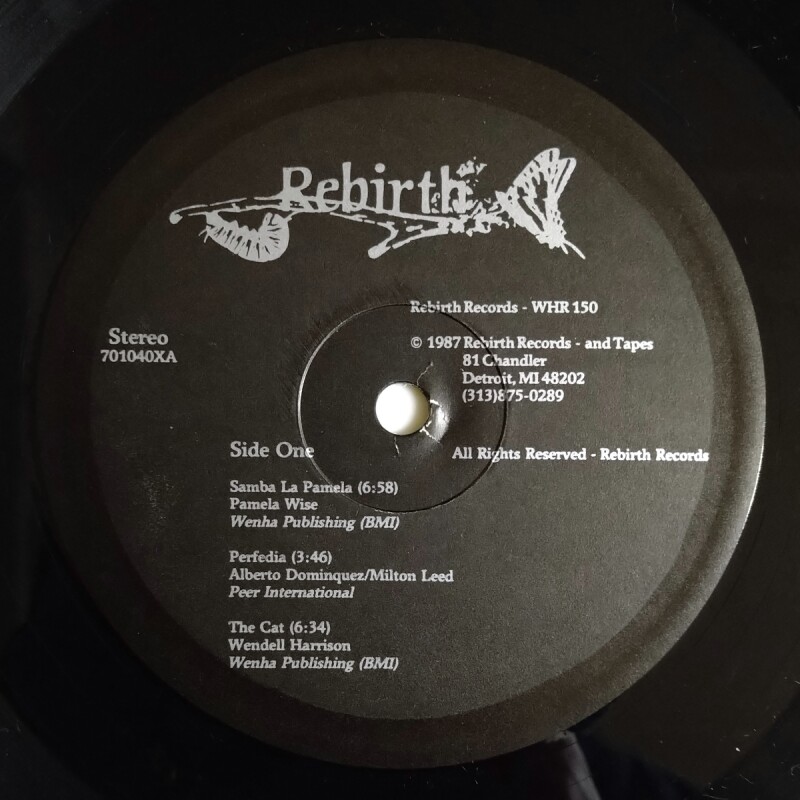 Rebirth
Rebirth Records - WHR 150
Stereo
701040XA
© 1987 Rebirth Records - and Tapes
81 Chandler
Detroit, MI 48202
(313)875-0289
Side One
All Rights Reserved - Rebirth Records
Samba La Pamela (6:58)
Pamela Wise
Wenha Publishing (BMI)
Perfedia (3:46)
Alberto Dominquez/Milton Leed
Peer International
The Cat (6:34)
Wendell Harrison
Wenha Publishing (BMI)